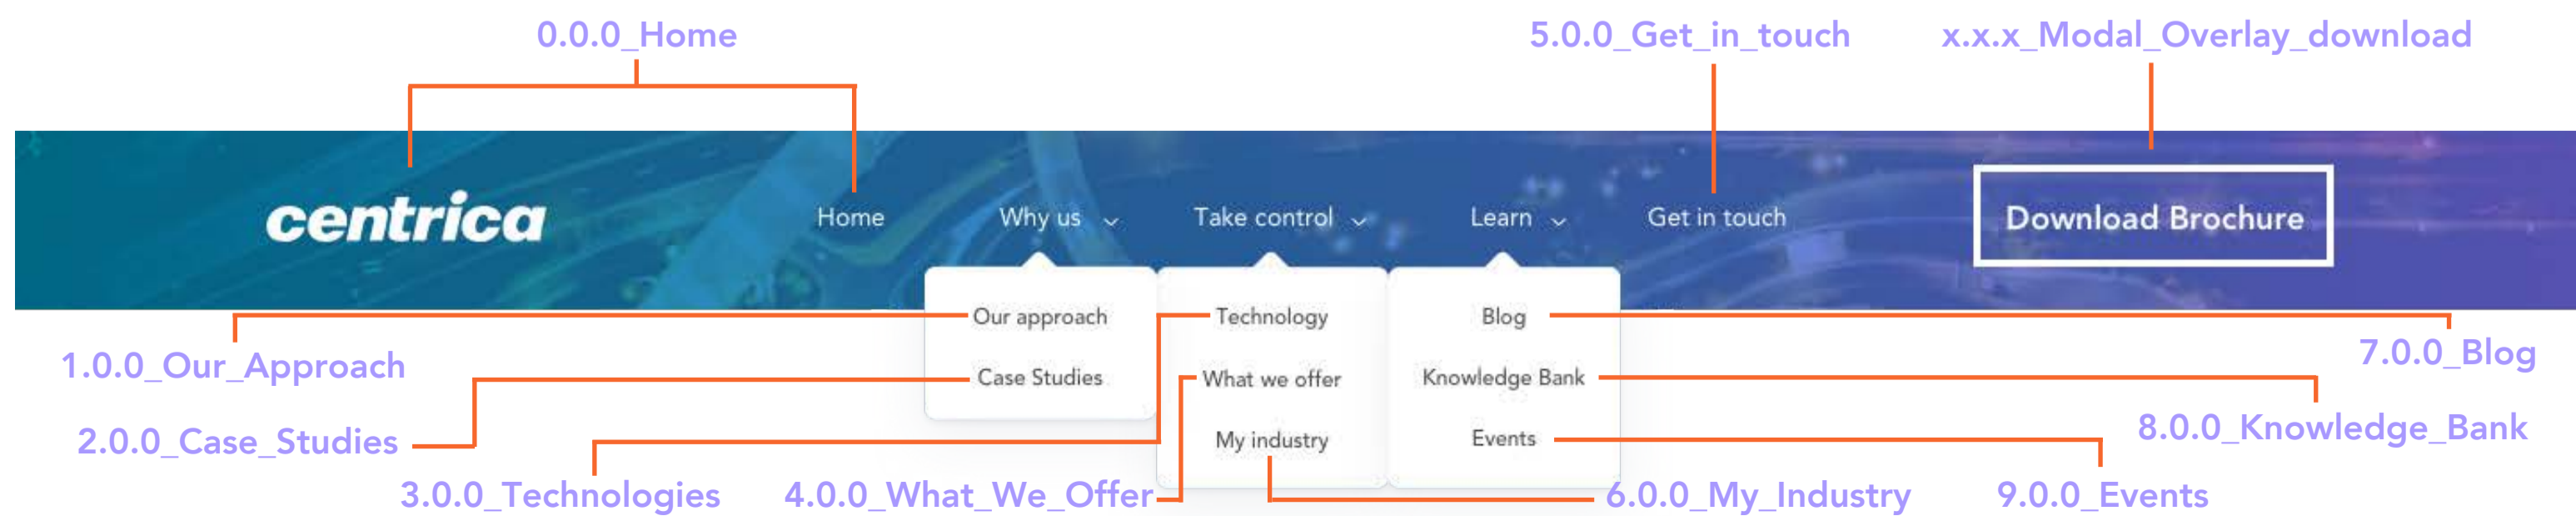 0.0.0_Home
5.0.0_Get_in_touch
x.x.x_Modal_Overlay_download
centrica
Home
Why us
Take control
Learn
Get in touch
Download Brochure
Our approach
Technology
Blog
1.0.0_Our_Approach
7.0.0_Blog
Case Studies
What we offer
Knowledge Bank
2.0.0_Case_Studies
My industry
Events
8.0.0_Knowledge_Bank
3.0.0_Technologies
4.0.0_What_We_Offer
6.0.0_My_Industry
9.0.0_Events